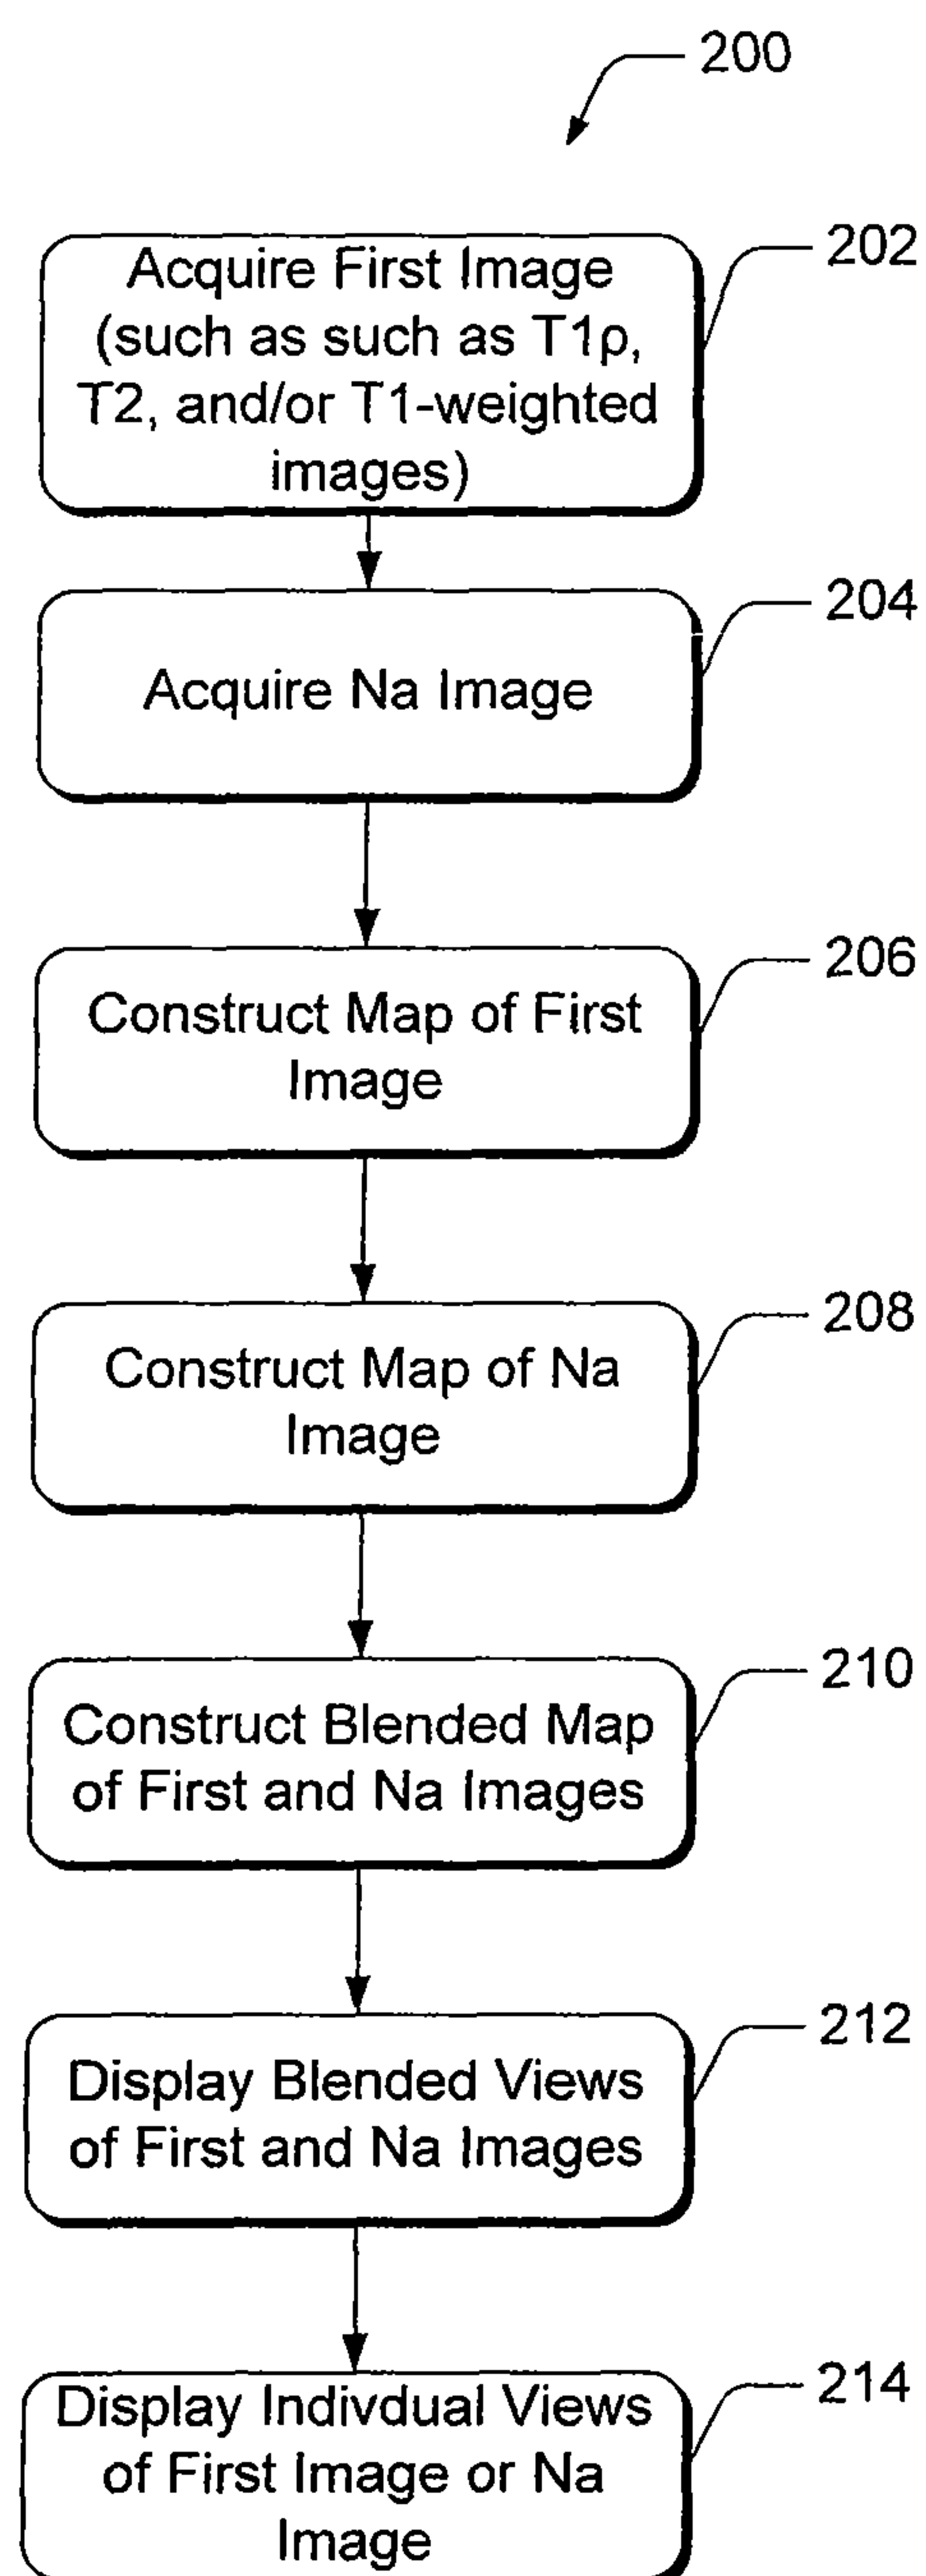 200
202
Acquire First Image
(such as such as T1ρ,
T2, and/or T1-weighted
images)
204
Acquire Na Image
206
Construct Map of First
Image
208
Construct Map of Na
Image
210
Construct Blended Map
of First and Na Images
212
Display Blended Views
of First and Na Images
214
Display Indivdual Views
of First Image or Na
Image